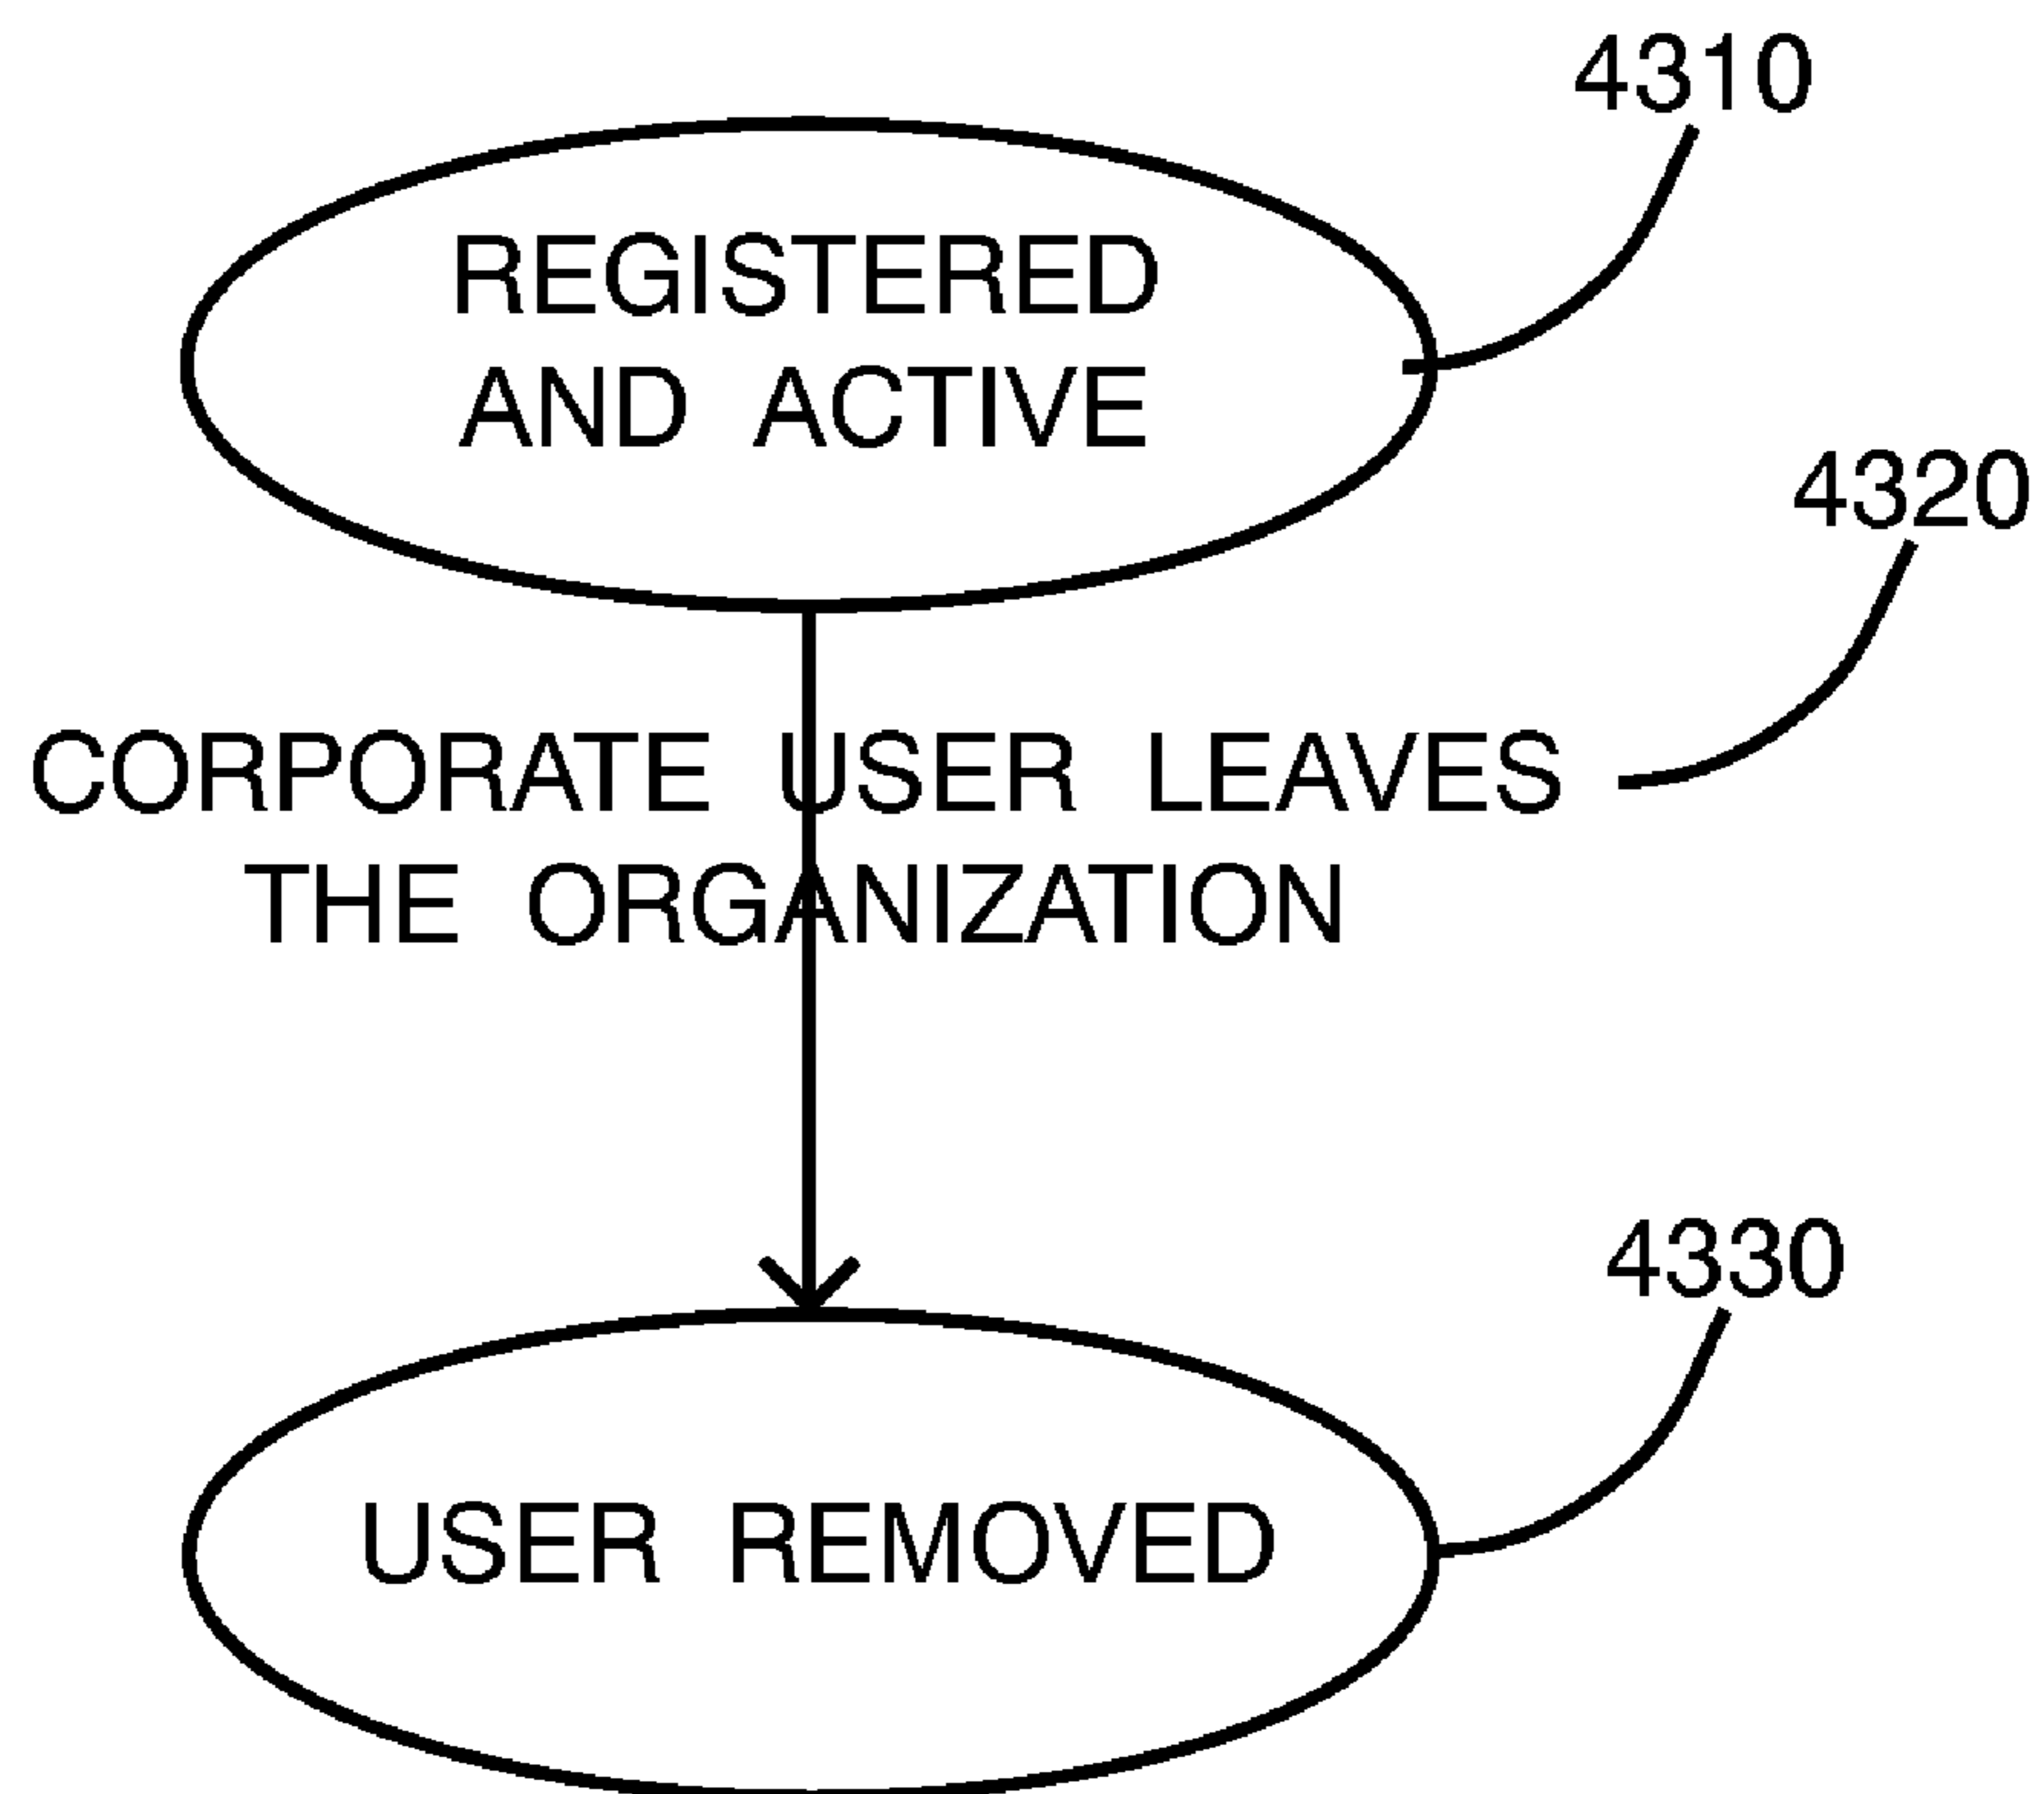 4310
REGISTERED
AND ACTIVE
4320
CORPORATE USER LEAVES
THE ORGANIZATION
4330
USER REMOVED